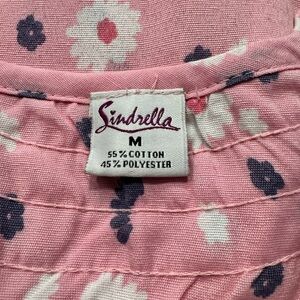 Sindrella
M
55% COTTON
45% POLYESTER